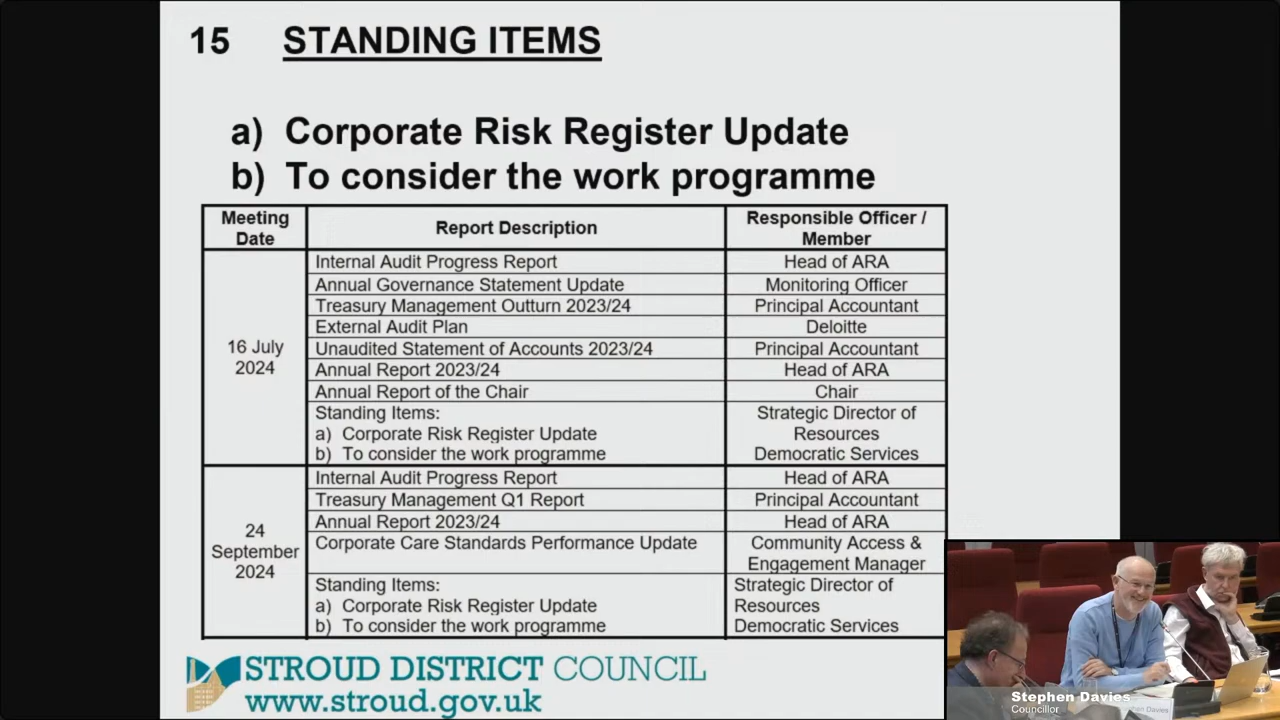 15 STANDING ITEMS
a) Corporate Risk Register Update
b) To consider the work programme
Meeting Date Report Description Responsible Officer / Member
16 July 2024
Internal Audit Progress Report Head of ARA
Annual Governance Statement Update Monitoring Officer
Treasury Management Outturn 2023/24 Principal Accountant
External Audit Plan Deloitte
Unaudited Statement of Accounts 2023/24 Principal Accountant
Annual Report 2023/24 Head of ARA
Annual Report of the Chair Chair
Standing Items: Strategic Director of
a) Corporate Risk Register Update Resources
b) To consider the work programme Democratic Services
24 September 2024
Internal Audit Progress Report Head of ARA
Treasury Management Q1 Report Principal Accountant
Annual Report 2023/24 Head of ARA
Corporate Care Standards Performance Update Community Access &
Engagement Manager
Standing Items: Strategic Director of
a) Corporate Risk Register Update Resources
b) To consider the work programme Democratic Services
STROUD DISTRICT COUNCIL
www.stroud.gov.uk
Stephen Davies
Councillor
Davies